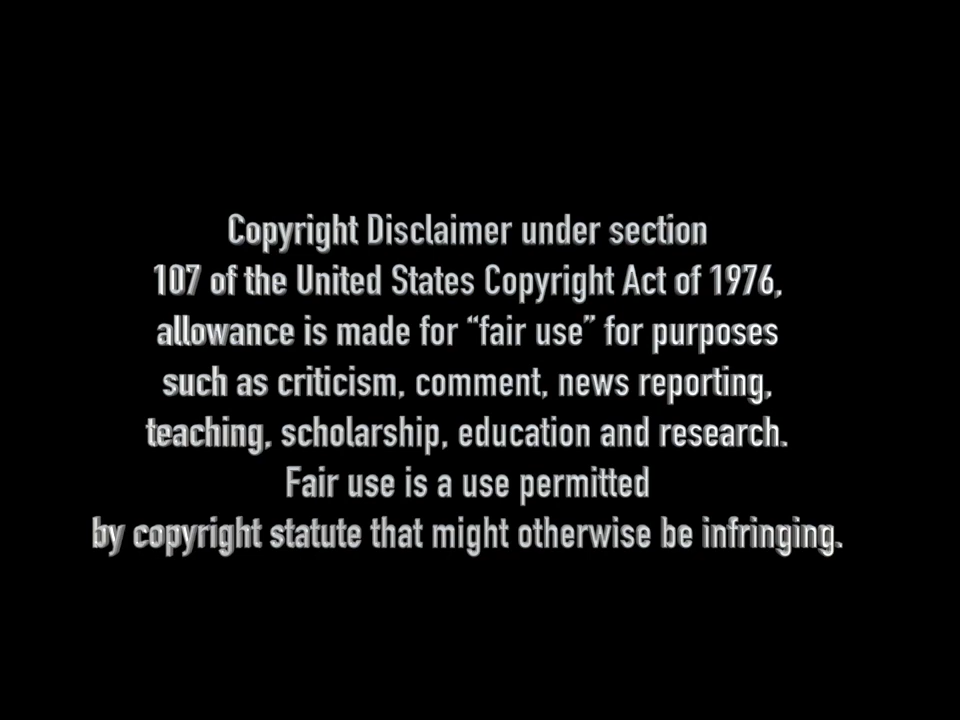 Copyright Disclaimer under section
107 of the United States Copyright Act of 1976,
allowance is made for “fair use” for purposes
such as criticism, comment, news reporting,
teaching, scholarship, education and research.
Fair use is a use permitted
by copyright statute that might otherwise be infringing.